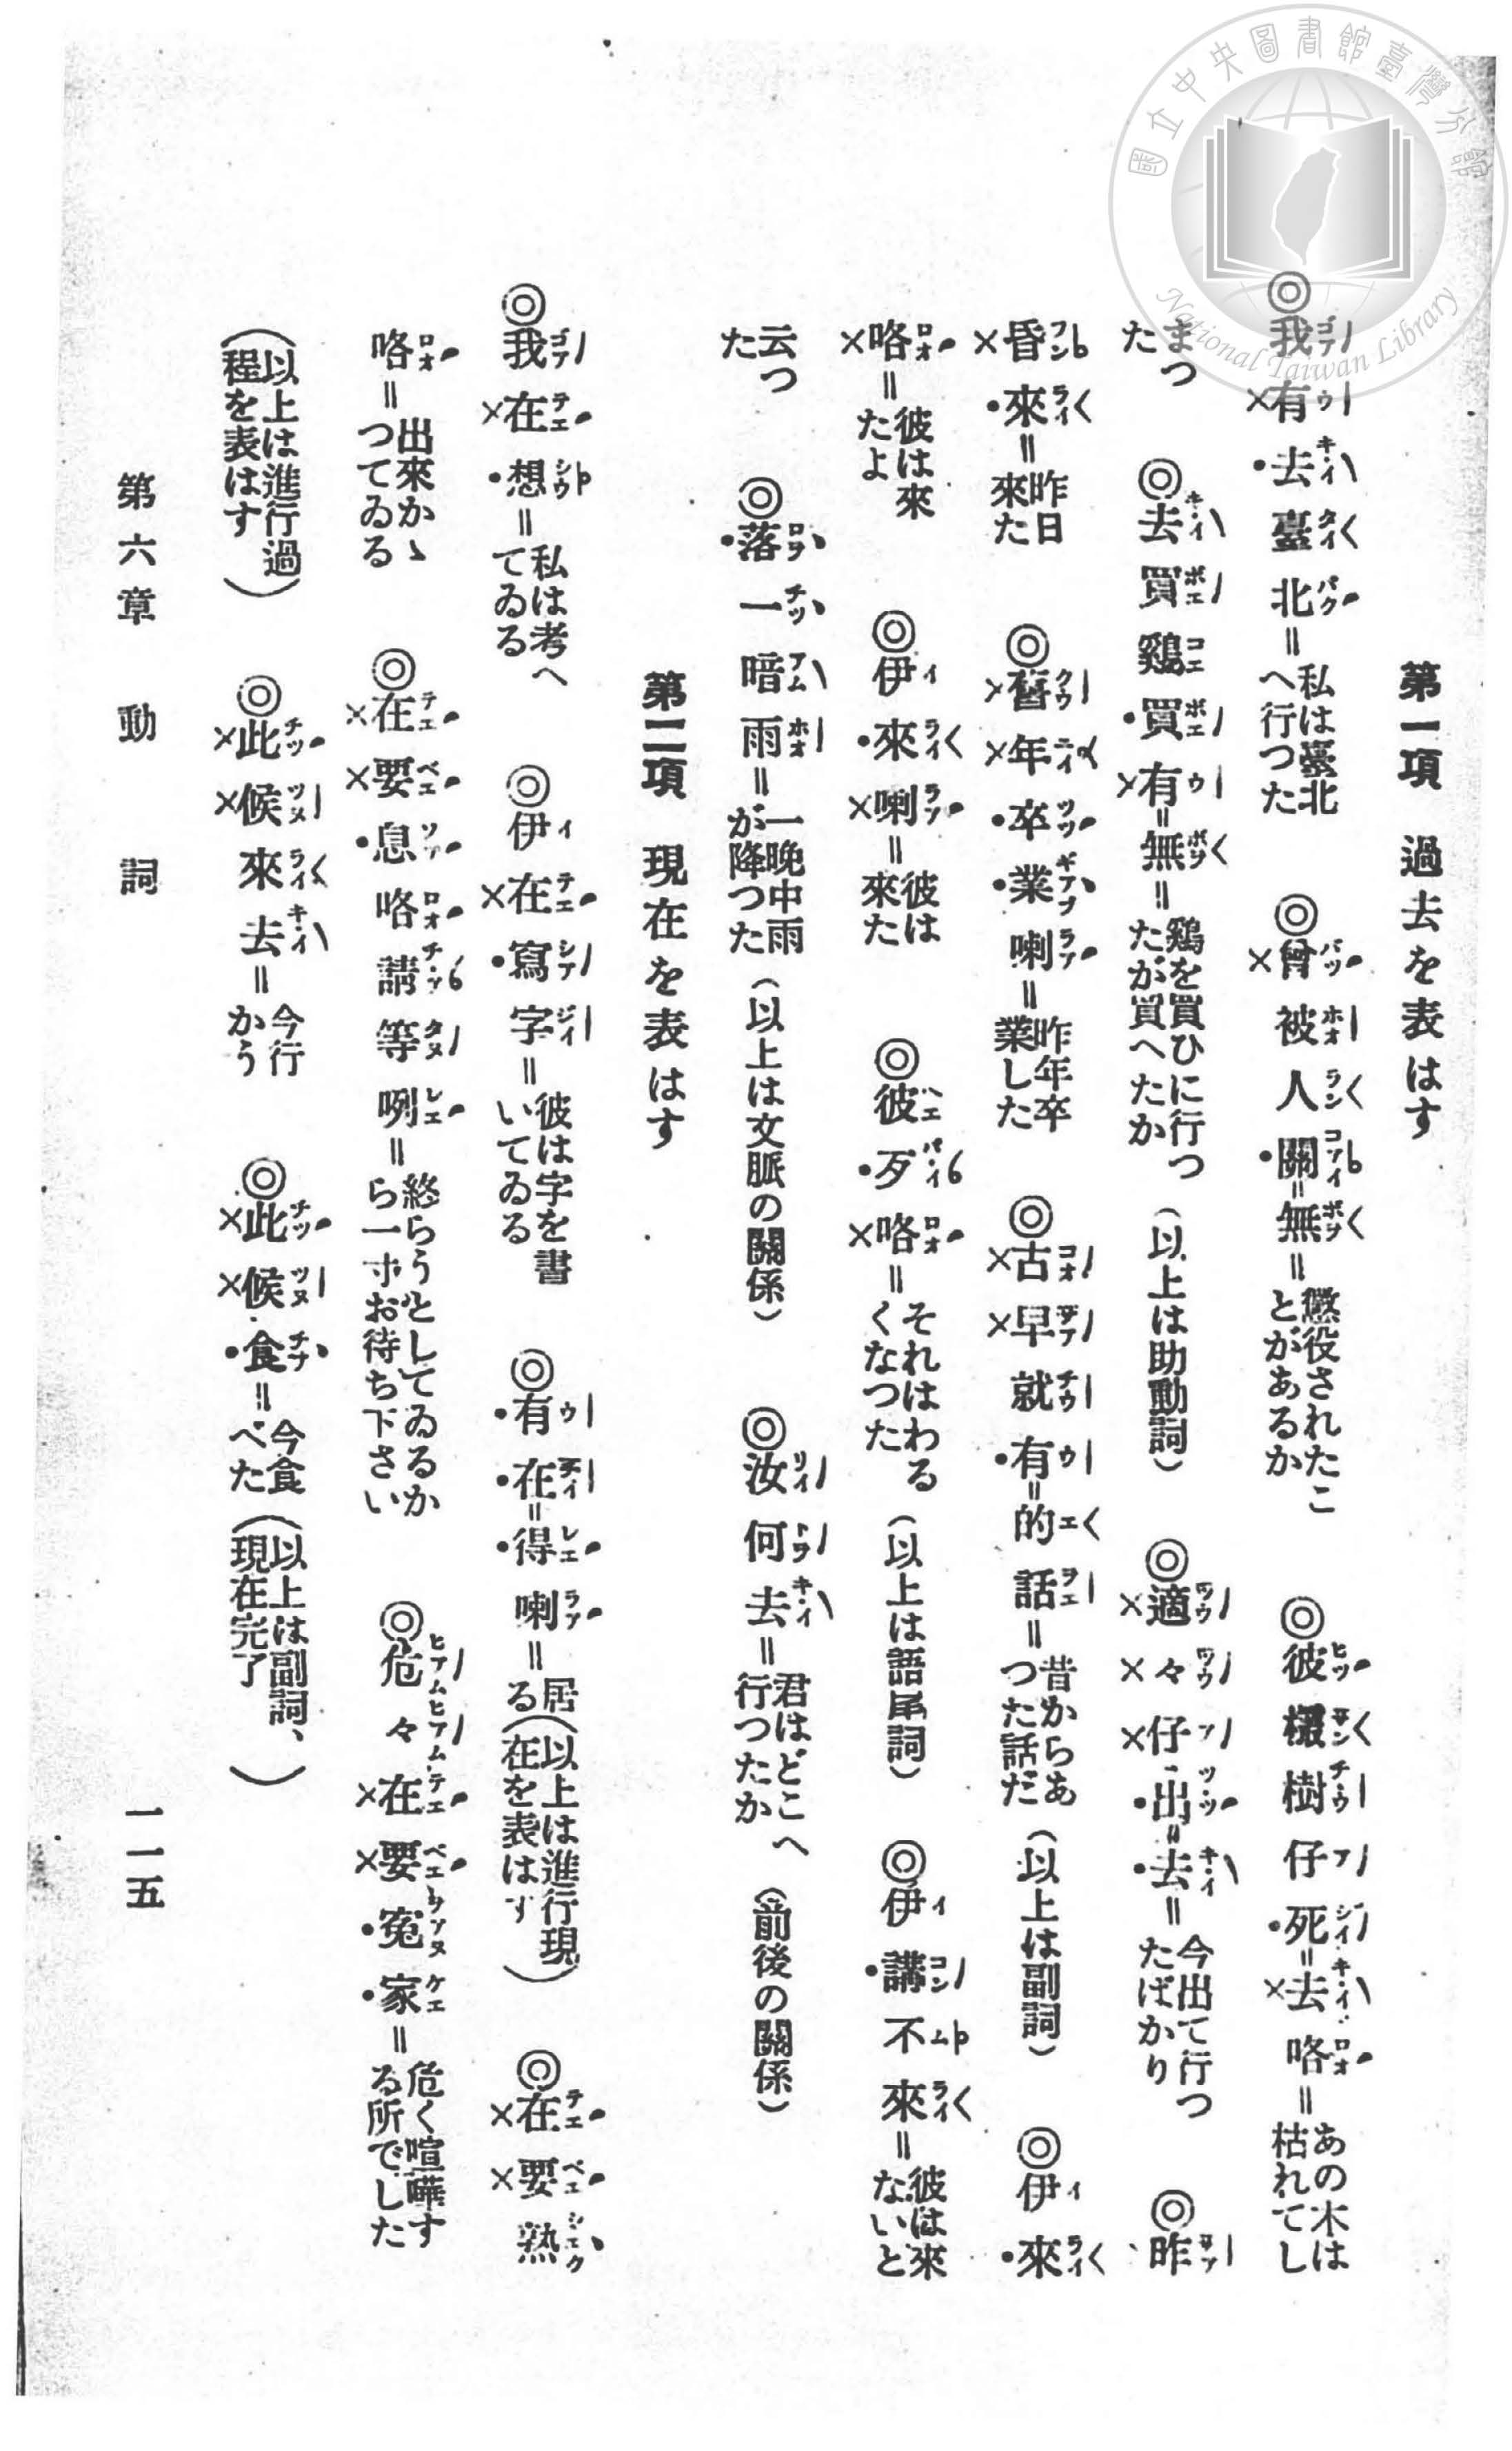 國立中央圖書館臺灣分館
National Taiwan Library
第一項 過去を表はす
◎我×有・去臺北＝私は臺北へ行つた ◎×曾被人・關＝無＝懲役されたことがあるか ◎彼欉樹仔・死＝×去咯＝あの木は枯れてし
まつた ◎去買鷄・買×有＝無＝鷄を買ひに行つたが買へたか（以上は助動詞） ◎×適×々×仔・出＝・去＝今出て行つたばかり ◎昨
×昏・來＝昨日來た ◎×舊×年・卒・業喇＝昨年卒業した ◎×古×早就・有＝的話＝昔からあつた話だ（以上は副詞） ◎伊・來
×咯＝彼は來たよ ◎伊・來×喇＝彼は來た ◎彼・歹×咯＝それはわるくなつた（以上は語尾詞） ◎伊・講不來＝彼は來ないと
云つた ◎・落一暗雨＝一晩中雨が降つた（以上は文脈の關係） ◎汝何去＝君はどこへ行つたか（前後の關係）
第二項 現在を表はす
◎我×在・想＝私は考へてゐる ◎伊×在・寫字＝彼は字を書いてゐる ◎・有・在＝・得喇＝居る（以上は進行現在を表はす） ◎×在×要熟
咯＝出來かゝつてゐる ◎×在×要・息咯請等咧＝終らうとしてゐるから一寸お待ち下さい ◎危々×在×要・寃・家＝危く喧嘩する所でした
（以上は進行過程を表はす） ◎×此×候來去＝今行かう ◎×此×候・食＝今食べた（以上は副詞、現在完了）
第六章 動詞 一一五